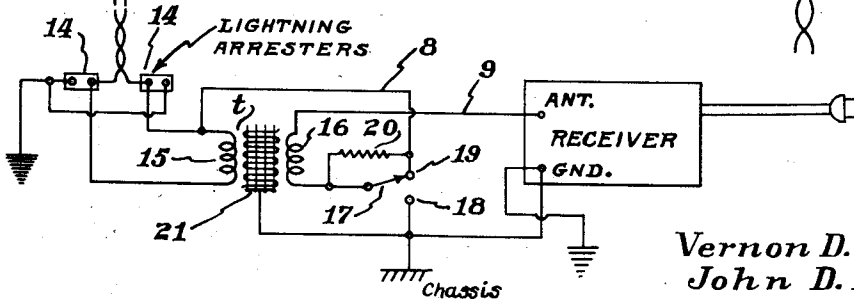 14
14
LIGHTNING
ARRESTERS
8
9
t
16
20
ANT.
RECEIVER
15
19
GND.
17
18
21
Chassis
Vernon D.
John D.